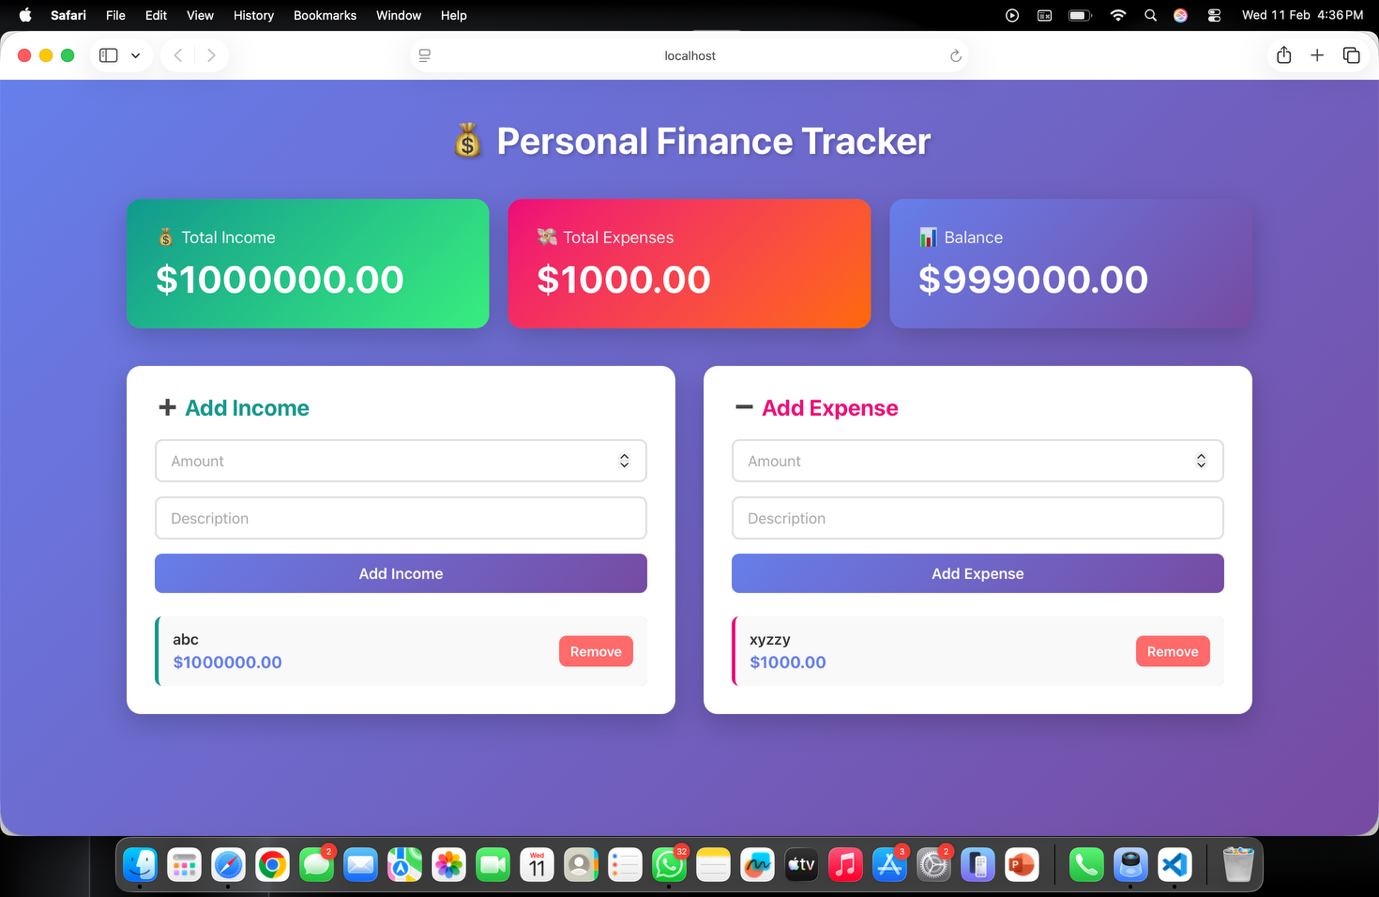 Safari File Edit View History Bookmarks Window Help Wed 11 Feb 4:36 PM
localhost
💰 Personal Finance Tracker
💰 Total Income
$1000000.00
💸 Total Expenses
$1000.00
📊 Balance
$999000.00
➕ Add Income
Amount
Description
Add Income
abc
$1000000.00
Remove
➖ Add Expense
Amount
Description
Add Expense
xyzzy
$1000.00
Remove
2
Wed
11
32
tv
3
2
P